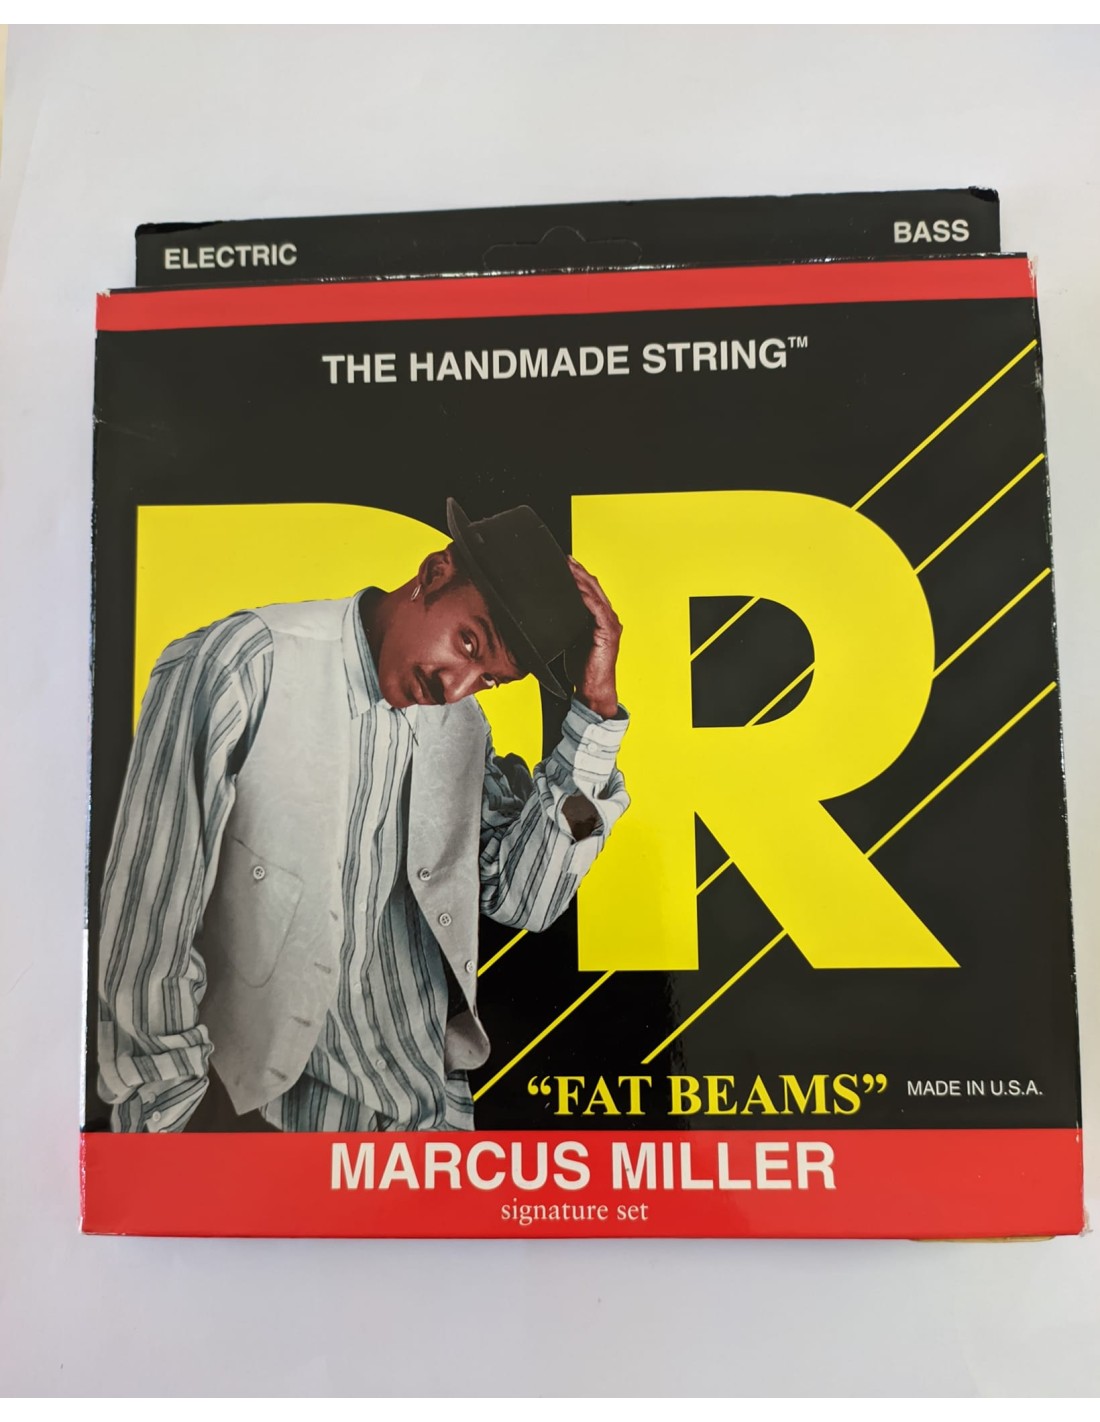 ELECTRIC
BASS
THE HANDMADE STRING™
DR
“FAT BEAMS”
MADE IN U.S.A.
MARCUS MILLER
signature set